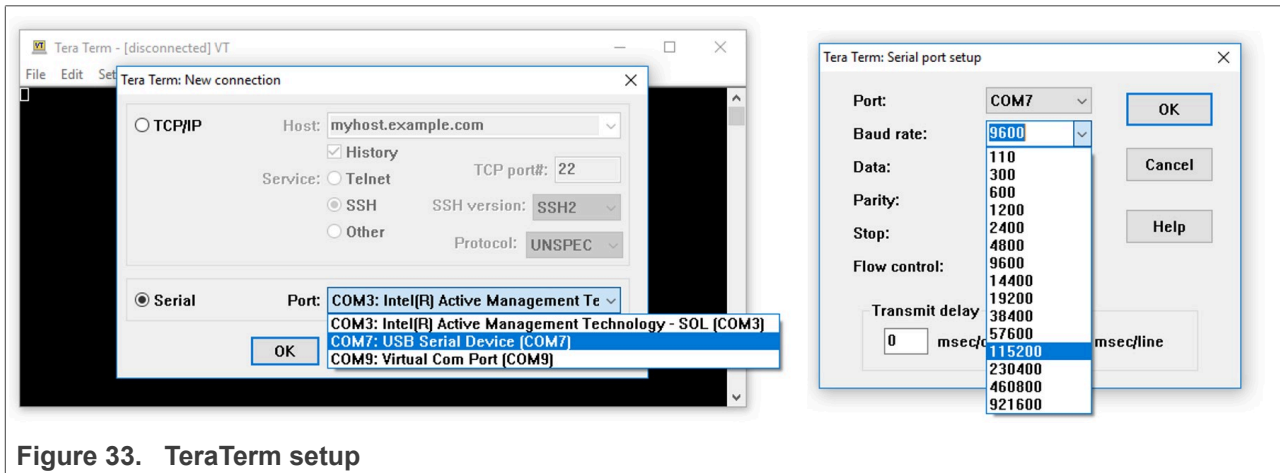 Tera Term - [disconnected] VT
File Edit Set
Tera Term: New connection
TCP/IP Host: myhost.example.com
History
Service: Telnet TCP port#: 22
SSH SSH version: SSH2
Other Protocol: UNSPEC
Serial Port: COM3: Intel(R) Active Management Te
COM3: Intel(R) Active Management Technology - SOL (COM3)
COM7: USB Serial Device (COM7)
COM9: Virtual Com Port (COM9)
OK
Tera Term: Serial port setup
Port: COM7
OK
Baud rate: 9600
Data:
Cancel
Parity:
Stop:
Help
Flow control:
110
300
600
1200
2400
4800
9600
14400
19200
38400
57600
115200
230400
460800
921600
Transmit delay
0 msec/ msec/line
Figure 33. TeraTerm setup